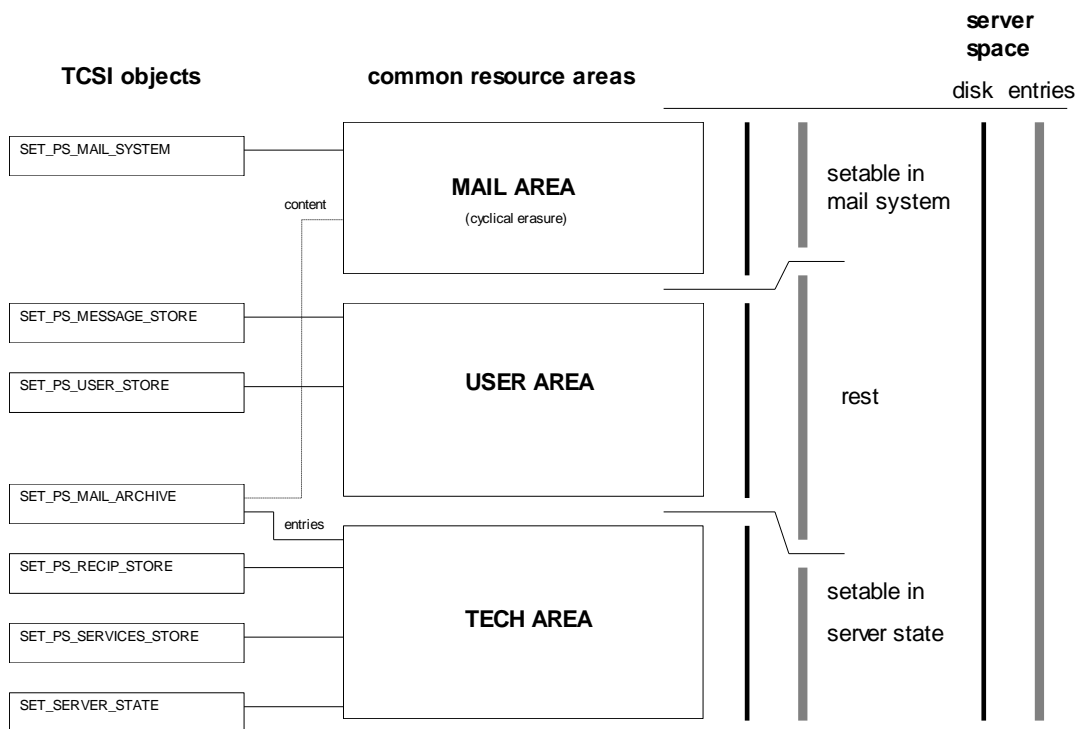 server
space
TCSI objects
common resource areas
disk entries
SET_PS_MAIL_SYSTEM
MAIL AREA
(cyclical erasure)
setable in
mail system
content
SET_PS_MESSAGE_STORE
SET_PS_USER_STORE
USER AREA
rest
SET_PS_MAIL_ARCHIVE
entries
SET_PS_RECIP_STORE
TECH AREA
setable in
server state
SET_PS_SERVICES_STORE
SET_SERVER_STATE